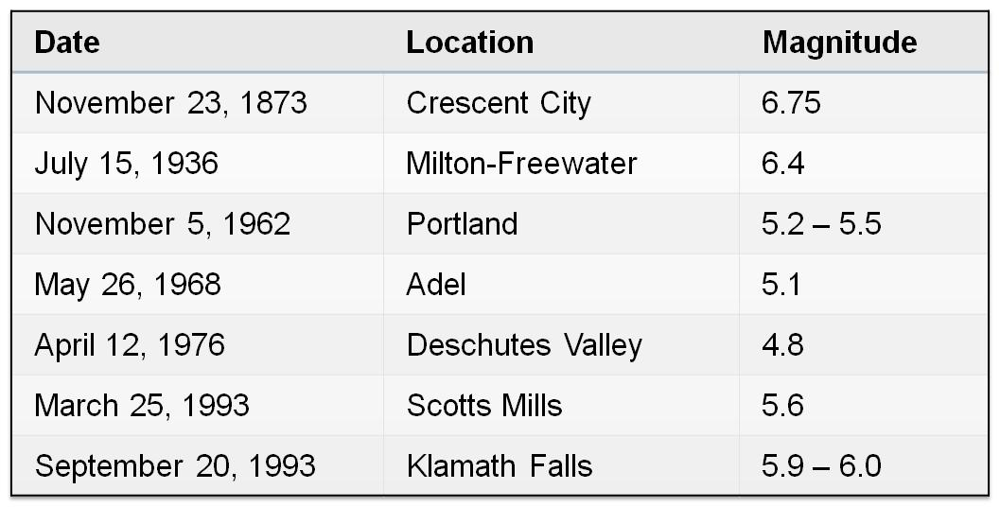 Date Location Magnitude
November 23, 1873 Crescent City 6.75
July 15, 1936 Milton-Freewater 6.4
November 5, 1962 Portland 5.2 – 5.5
May 26, 1968 Adel 5.1
April 12, 1976 Deschutes Valley 4.8
March 25, 1993 Scotts Mills 5.6
September 20, 1993 Klamath Falls 5.9 – 6.0